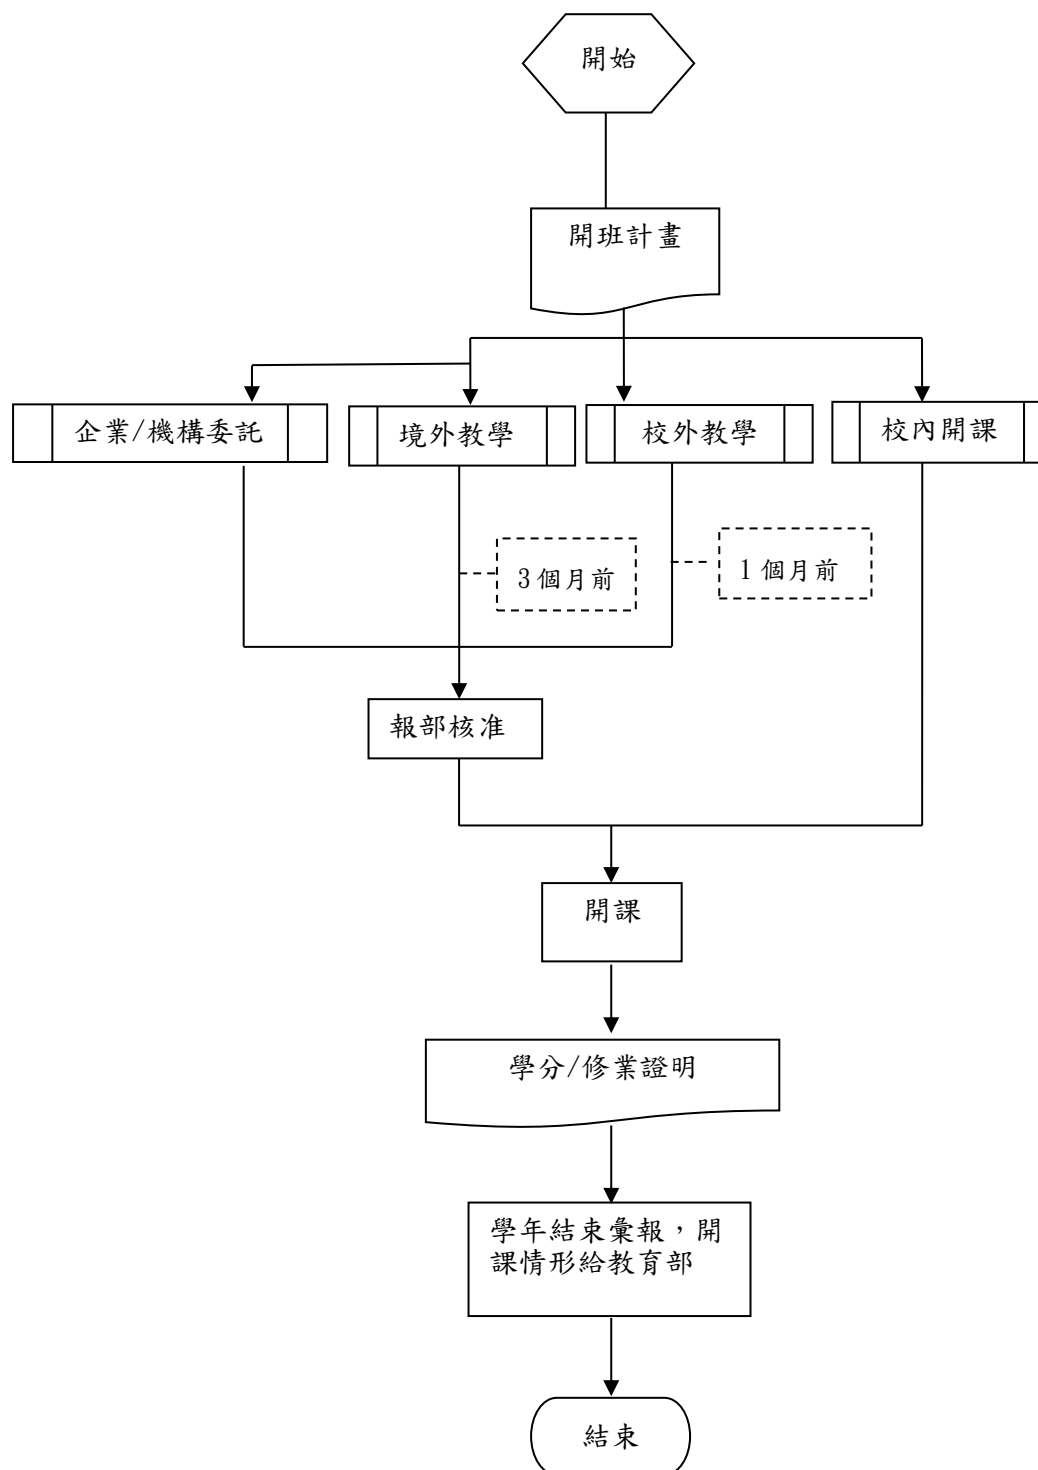 開始
開班計畫
企業/機構委託
境外教學
校外教學
校內開課
3個月前
1個月前
報部核准
開課
學分/修業證明
學年結束彙報，開
課情形給教育部
結束